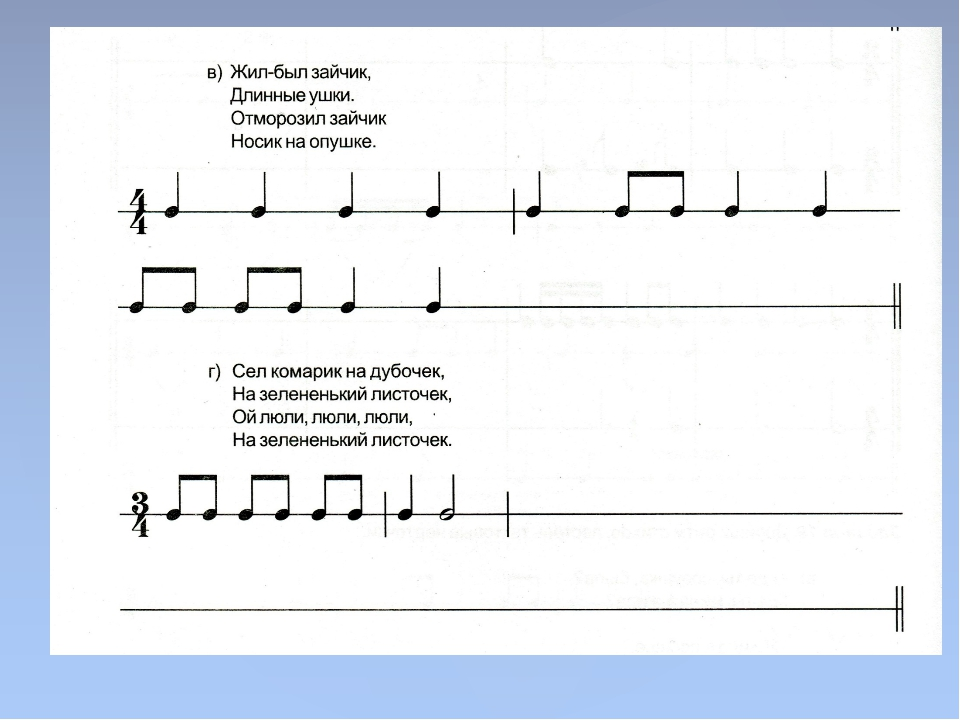 в) Жил-был зайчик,
Длинные ушки.
Отморозил зайчик
Носик на опушке.
4
4
г) Сел комарик на дубочек,
На зелененький листочек,
Ой люли, люли, люли,
На зелененький листочек.
3
4